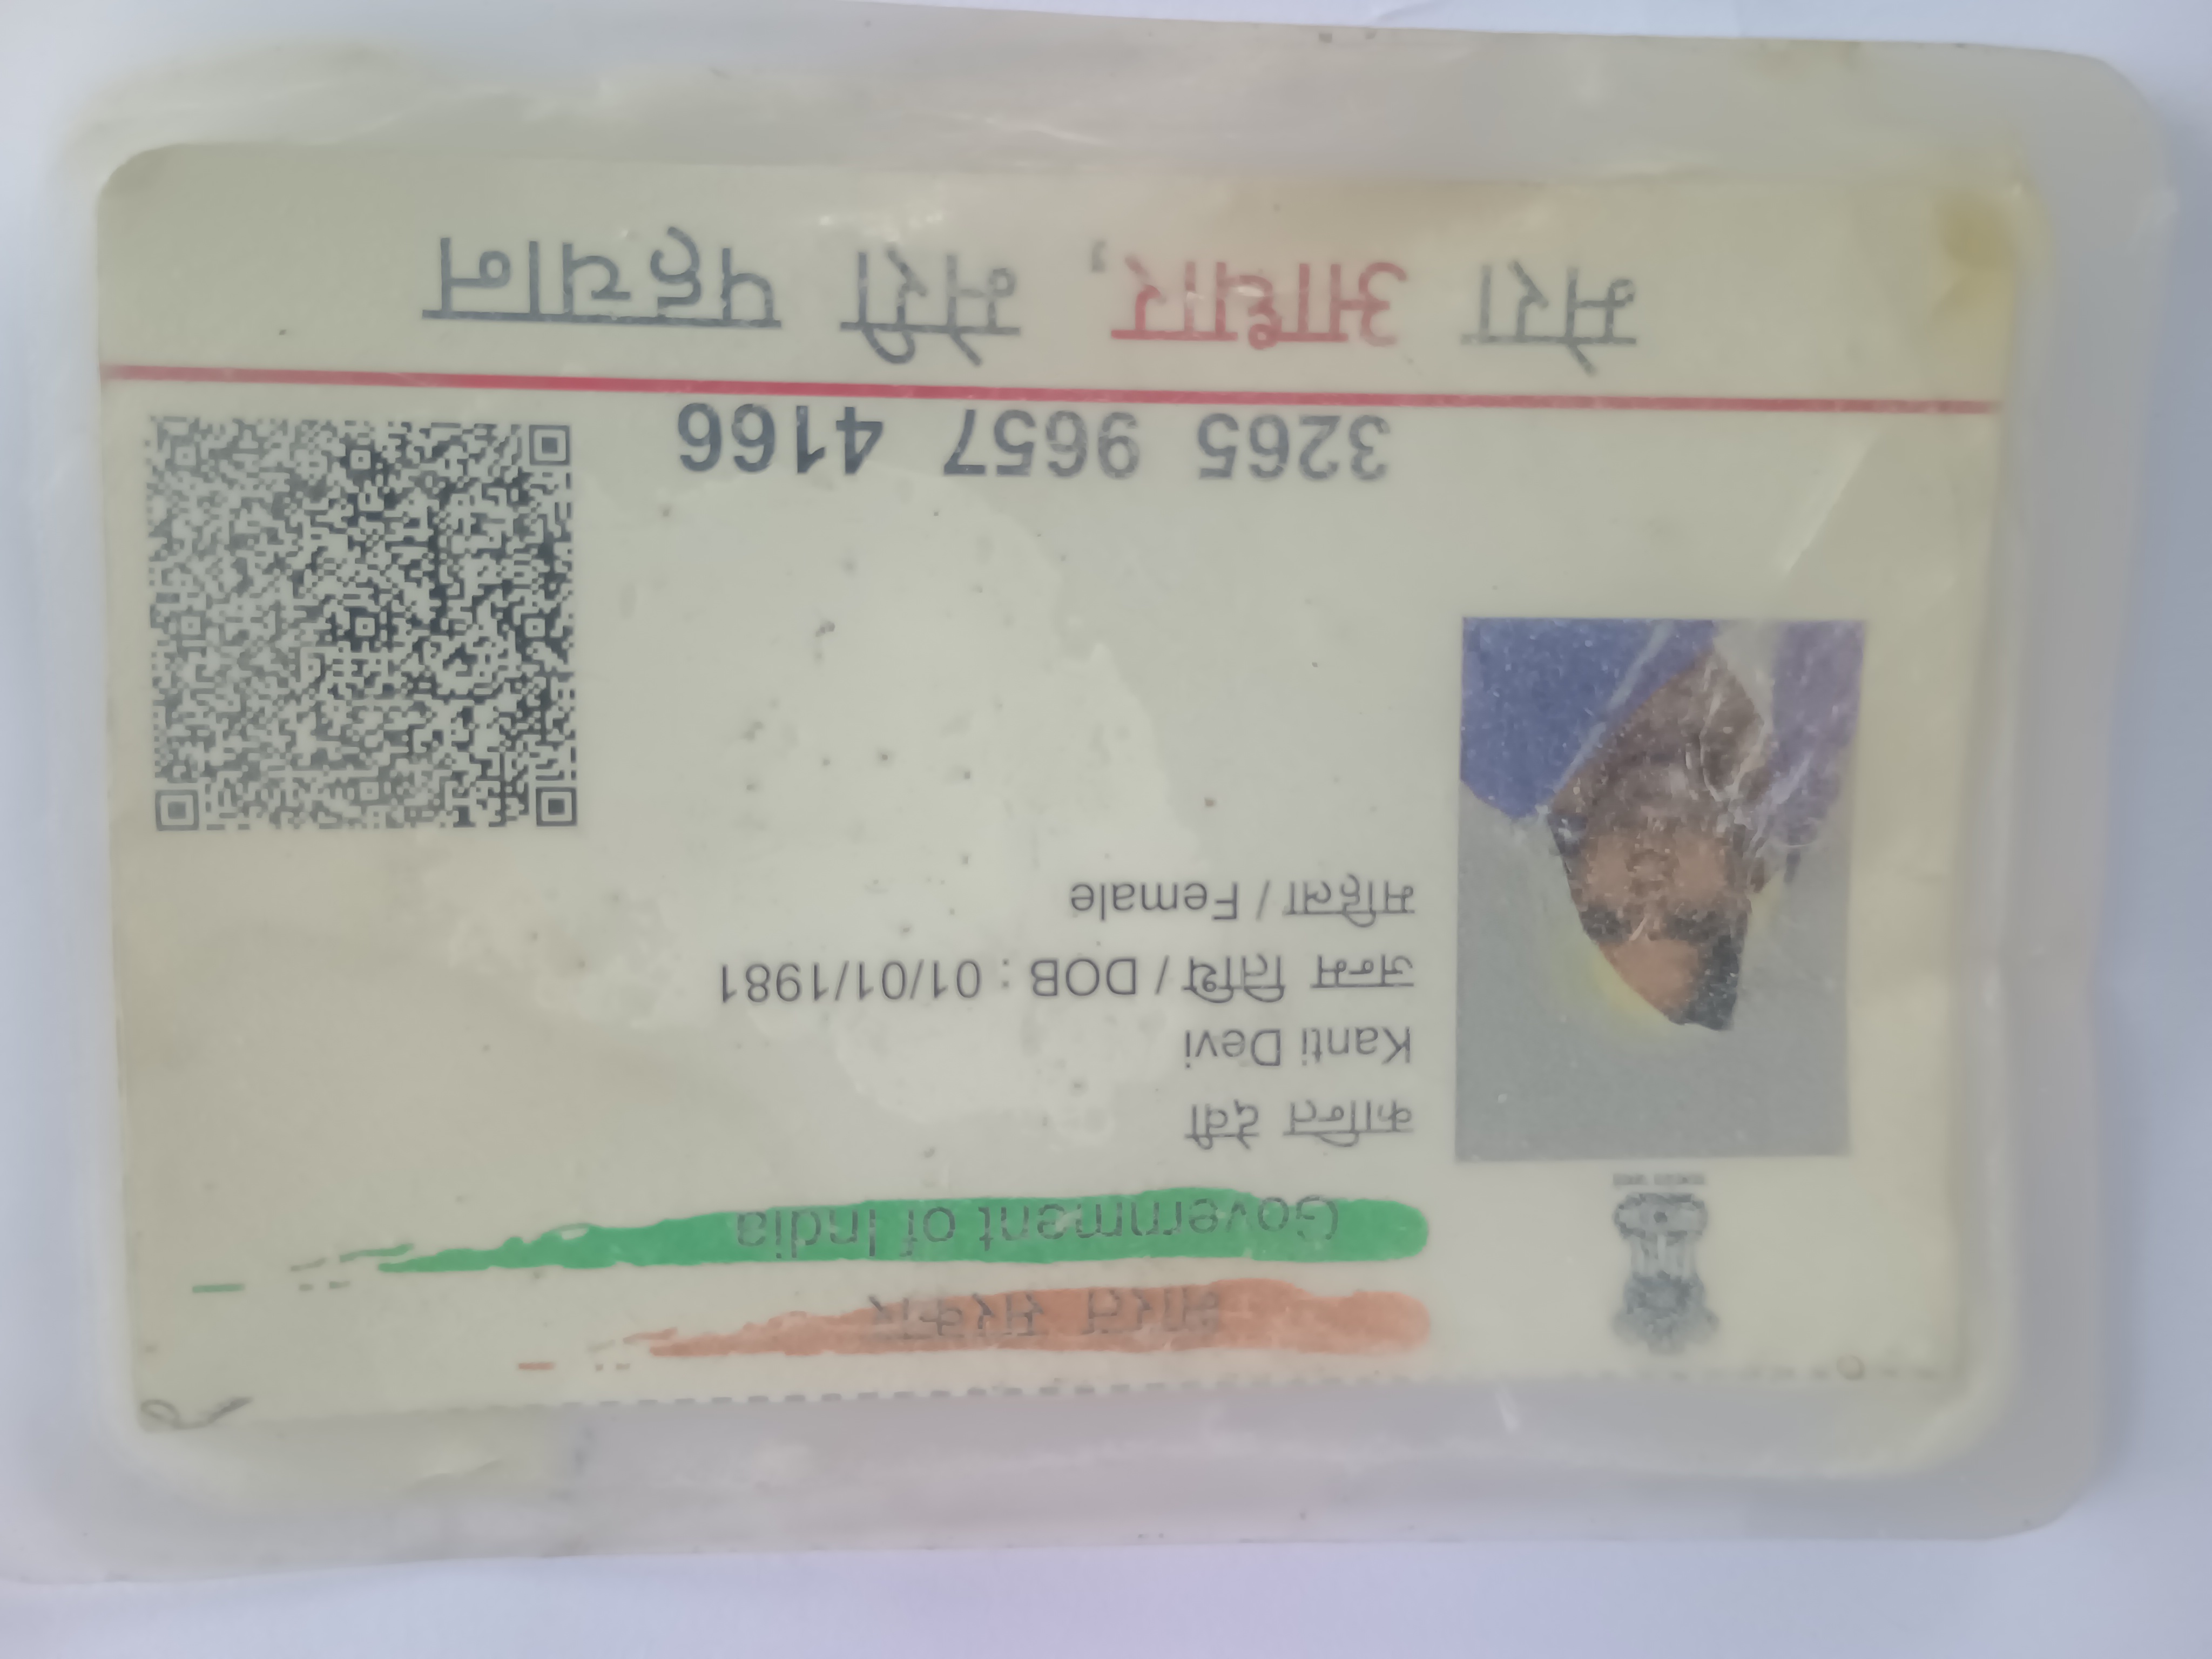 भारत सरकार
Government of India
कान्ति देवी
Kanti Devi
जन्म तिथि / DOB : 01/01/1981
महिला / Female
3265 9657 4166
मेरा आधार, मेरी पहचान